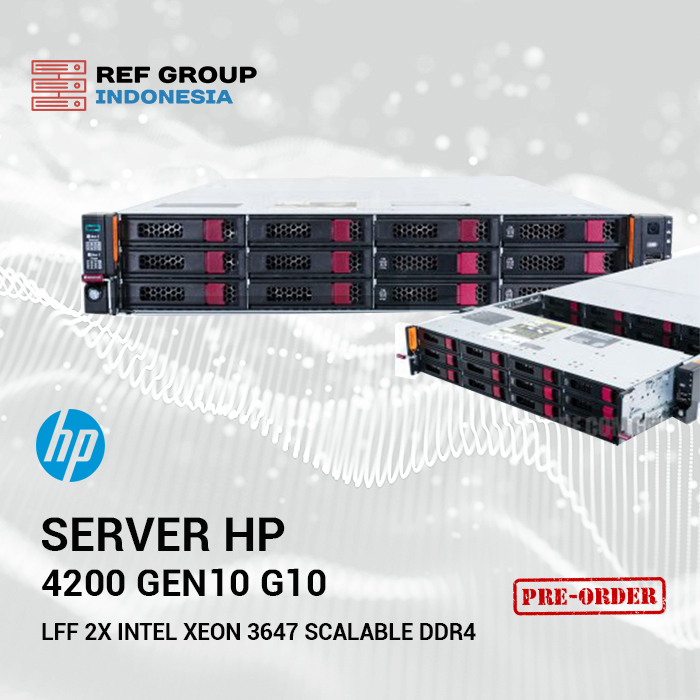 REF GROUP
INDONESIA
hp
SERVER HP
4200 GEN10 G10
PRE-ORDER
LFF 2X INTEL XEON 3647 SCALABLE DDR4